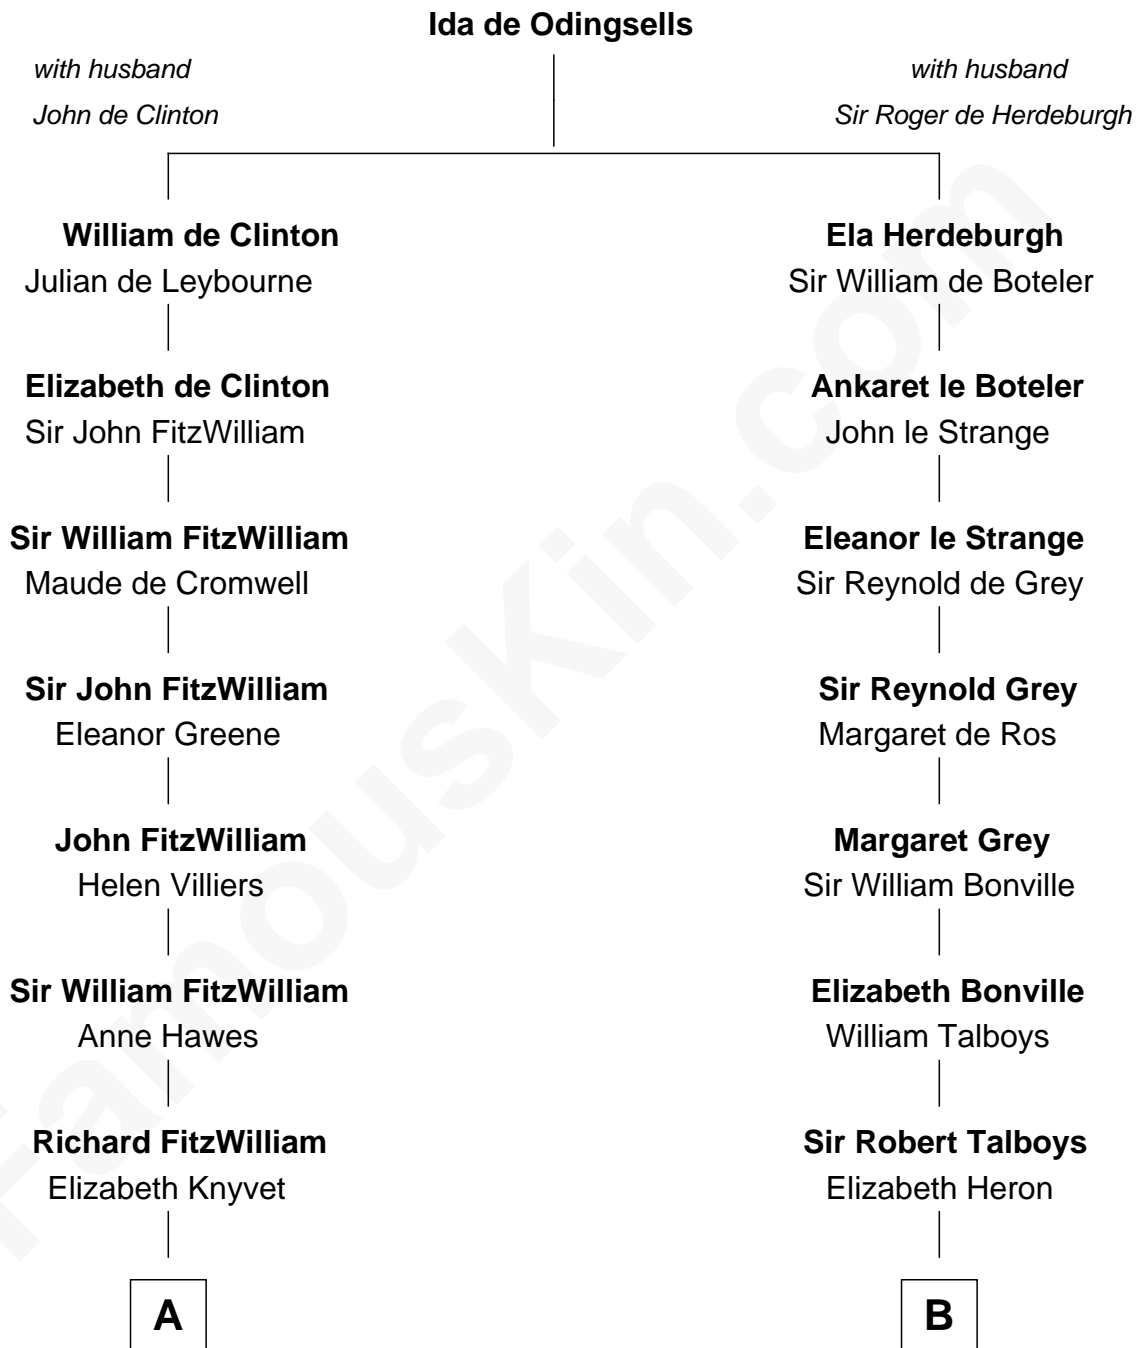 Ida de Odingsells
with husband
John de Clinton
with husband
Sir Roger de Herdeburgh
William de Clinton
Julian de Leybourne
Ela Herdeburgh
Sir William de Boteler
Elizabeth de Clinton
Sir John FitzWilliam
Ankaret le Boteler
John le Strange
Sir William FitzWilliam
Maude de Cromwell
Eleanor le Strange
Sir Reynold de Grey
Sir John FitzWilliam
Eleanor Greene
Sir Reynold Grey
Margaret de Ros
John FitzWilliam
Helen Villiers
Margaret Grey
Sir William Bonville
Sir William FitzWilliam
Anne Hawes
Elizabeth Bonville
William Talboys
Richard FitzWilliam
Elizabeth Knyvet
Sir Robert Talboys
Elizabeth Heron
A
B
FamousKin.com